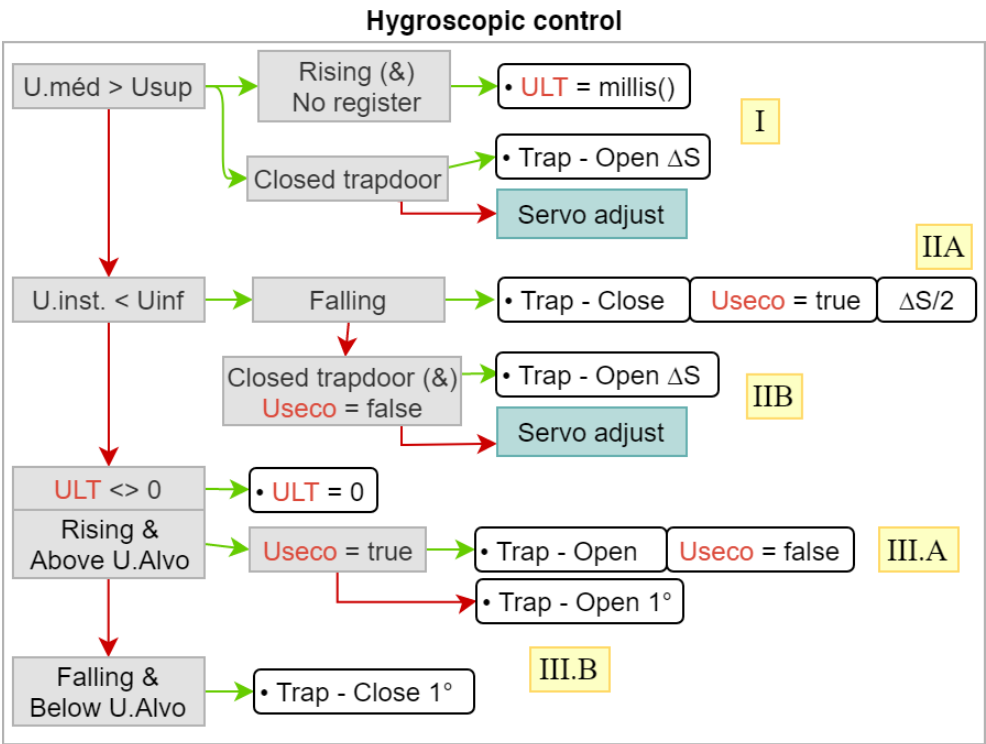 Hygroscopic control
U.méd > Usup
Rising (&)
No register
• ULT = millis()
I
Closed trapdoor
• Trap - Open ΔS
Servo adjust
IIA
U.inst. < Uinf
Falling
• Trap - Close
Useco = true
ΔS/2
Closed trapdoor (&)
Useco = false
• Trap - Open ΔS
IIB
Servo adjust
ULT <> 0
• ULT = 0
Rising &
Above U.Alvo
Useco = true
• Trap - Open
Useco = false
III.A
• Trap - Open 1°
III.B
Falling &
Below U.Alvo
• Trap - Close 1°